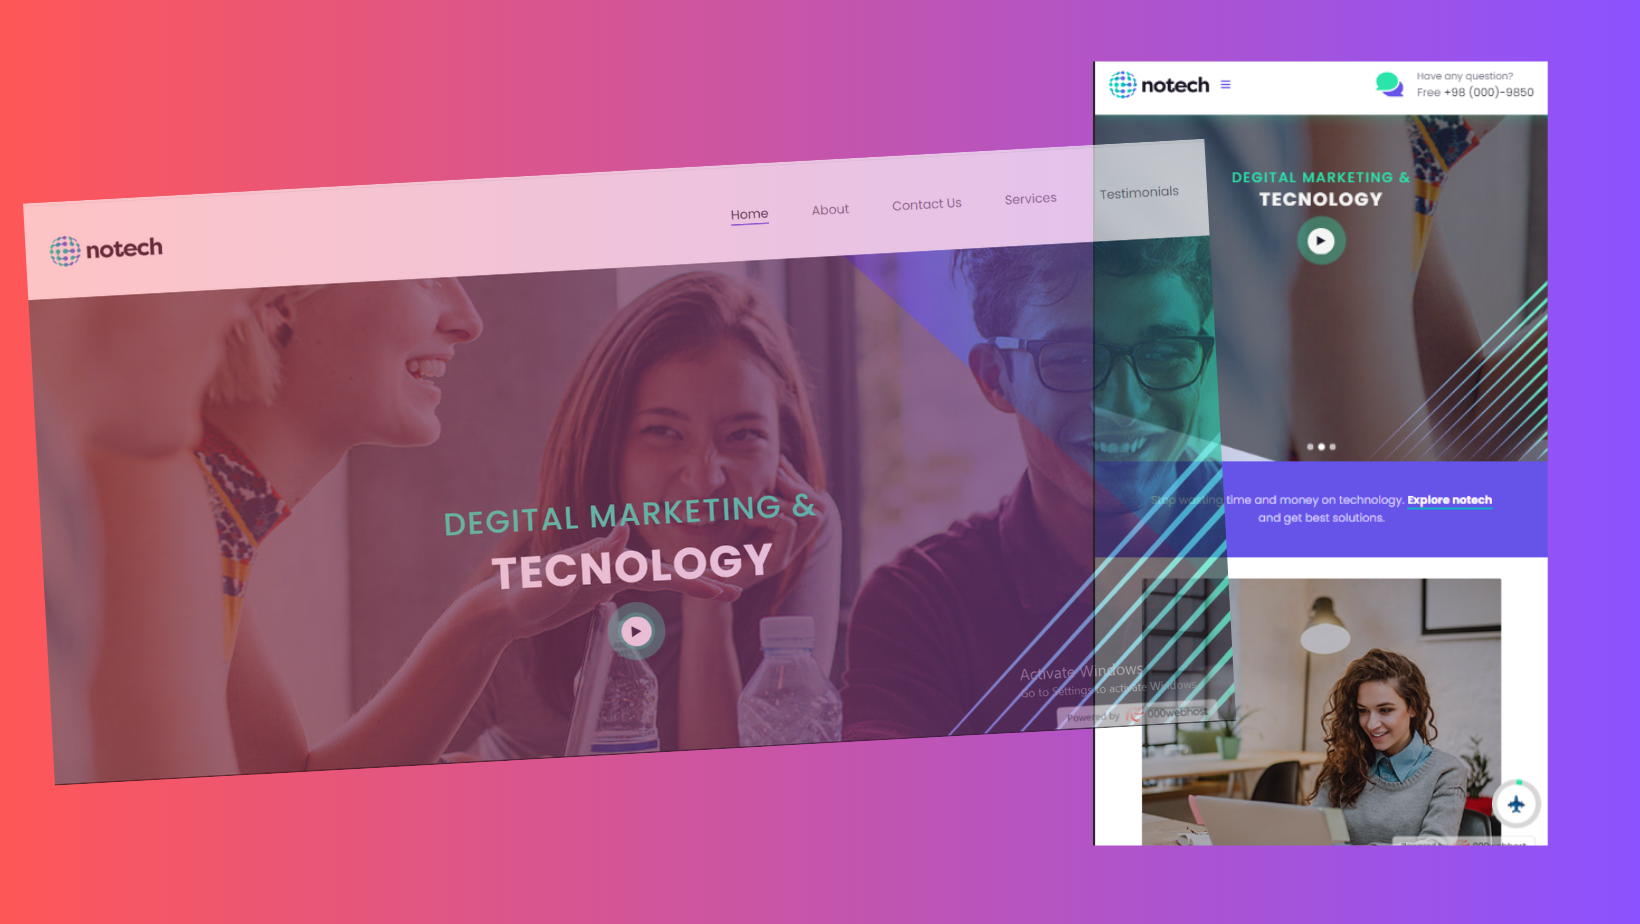 notech
Home
About
Contact Us
Services
Testimonials
DEGITAL MARKETING &
TECNOLOGY
Activate Windows
Go to Settings to activate Windows
Powered by 000webhost
notech
Have any question?
Free +98 (000)-9850
DEGITAL MARKETING &
TECNOLOGY
Stop wasting time and money on technology. Explore notech
and get best solutions.